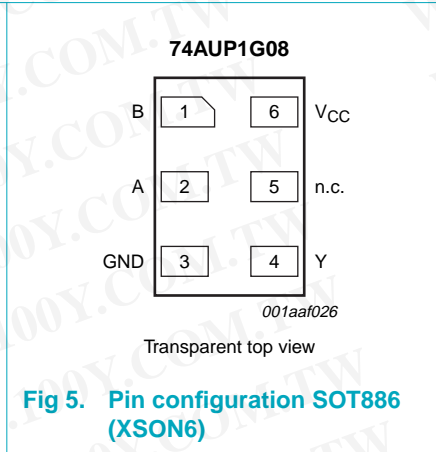 74AUP1G08
B 1 6 VCC
A 2 5 n.c.
GND 3 4 Y
001aaf026
Transparent top view
Fig 5. Pin configuration SOT886
(XSON6)